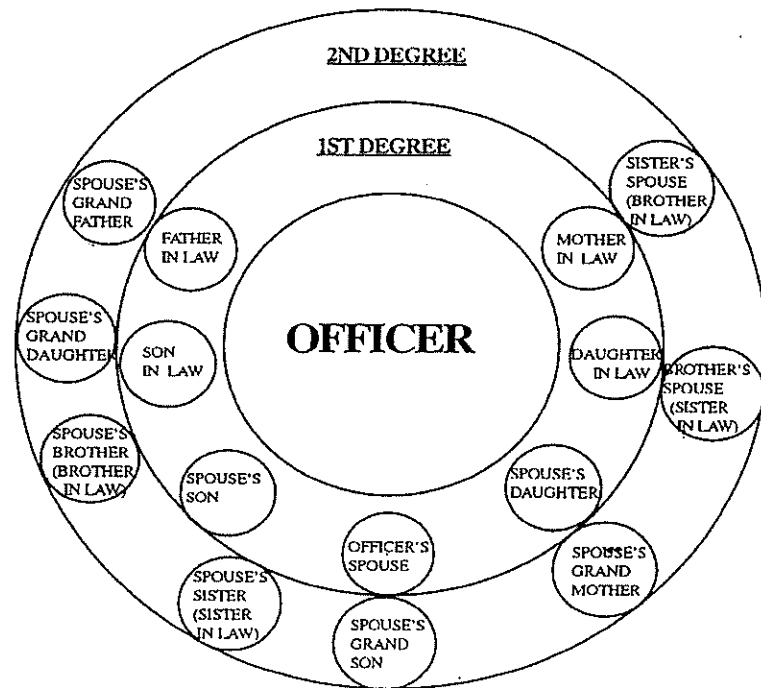 2ND DEGREE
1ST DEGREE
SPOUSE'S
GRAND
FATHER
SISTER'S
SPOUSE
(BROTHER
IN LAW)
FATHER
IN LAW
MOTHER
IN LAW
OFFICER
SPOUSE'S
GRAND
DAUGHTER
SON
IN LAW
DAUGHTER
IN LAW
BROTHER'S
SPOUSE
(SISTER
IN LAW)
SPOUSE'S
BROTHER
(BROTHER
IN LAW)
SPOUSE'S
SON
SPOUSE'S
DAUGHTER
OFFICER'S
SPOUSE
SPOUSE'S
GRAND
MOTHER
SPOUSE'S
SISTER
(SISTER
IN LAW)
SPOUSE'S
GRAND
SON